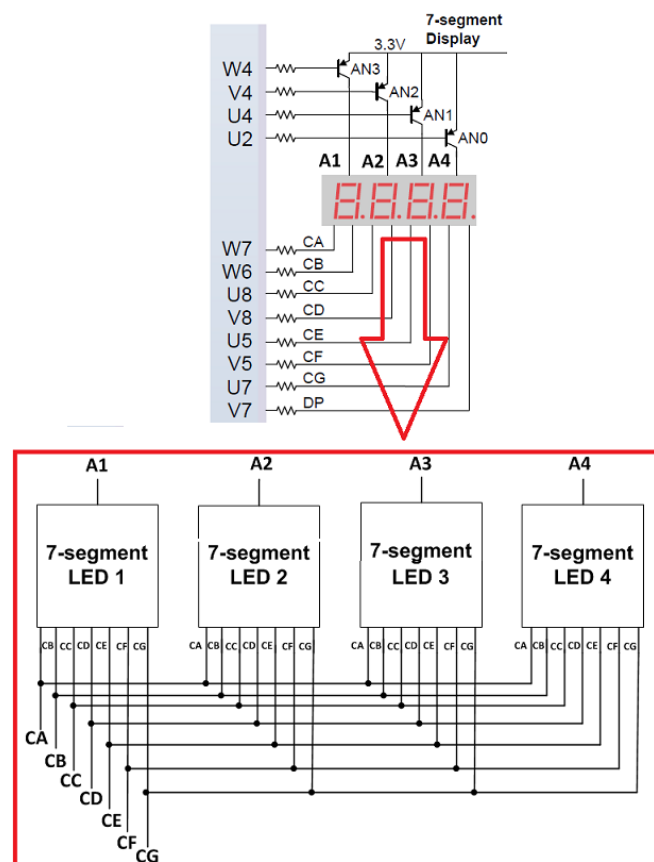 7-segment
Display
3.3V
W4
AN3
V4
AN2
U4
AN1
U2
AN0
A1 A2 A3 A4
W7 CA
W6 CB
U8 CC
V8 CD
U5 CE
V5 CF
U7 CG
V7 DP
A1 A2 A3 A4
7-segment LED 1
7-segment LED 2
7-segment LED 3
7-segment LED 4
CB CC CD CE CF CG
CA CB CC CD CE CF CG
CA CB CC CD CE CF CG
CA CB CC CD CE CF CG
CA
CB
CC
CD
CE
CF
CG